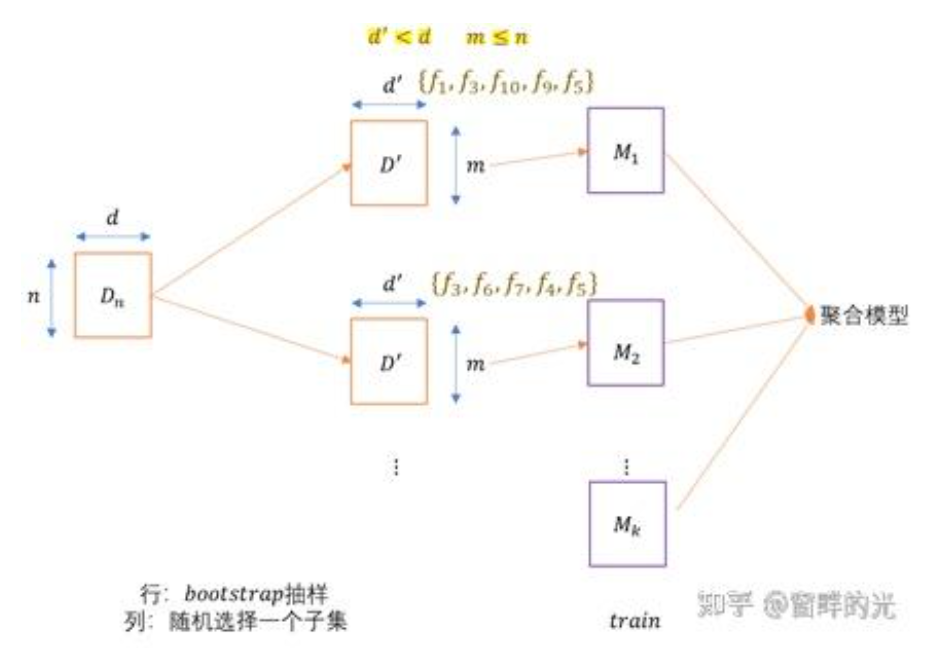 d′ < d m ≤ n
d′ {f₁, f₃, f₁₀, f₉, f₅}
D′ m M₁
d
n Dₙ
d′ {f₃, f₆, f₇, f₄, f₅}
D′ m M₂
聚合模型
⋮ ⋮
Mₖ
行：bootstrap抽样
列：随机选择一个子集
train
知乎 @窗畔的光